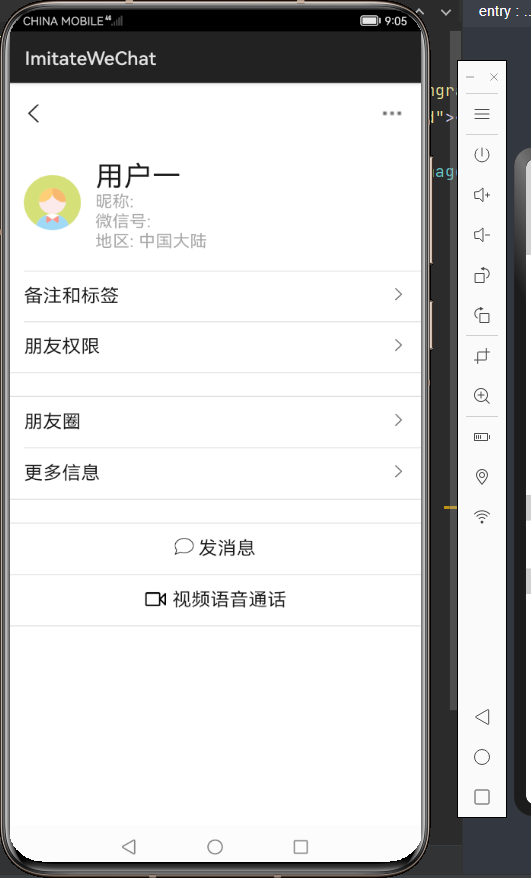 entry : ..
CHINA MOBILE 4G 9:05
ImitateWeChat
用户一
昵称:
微信号:
地区: 中国大陆
备注和标签
朋友权限
朋友圈
更多信息
发消息
视频语音通话